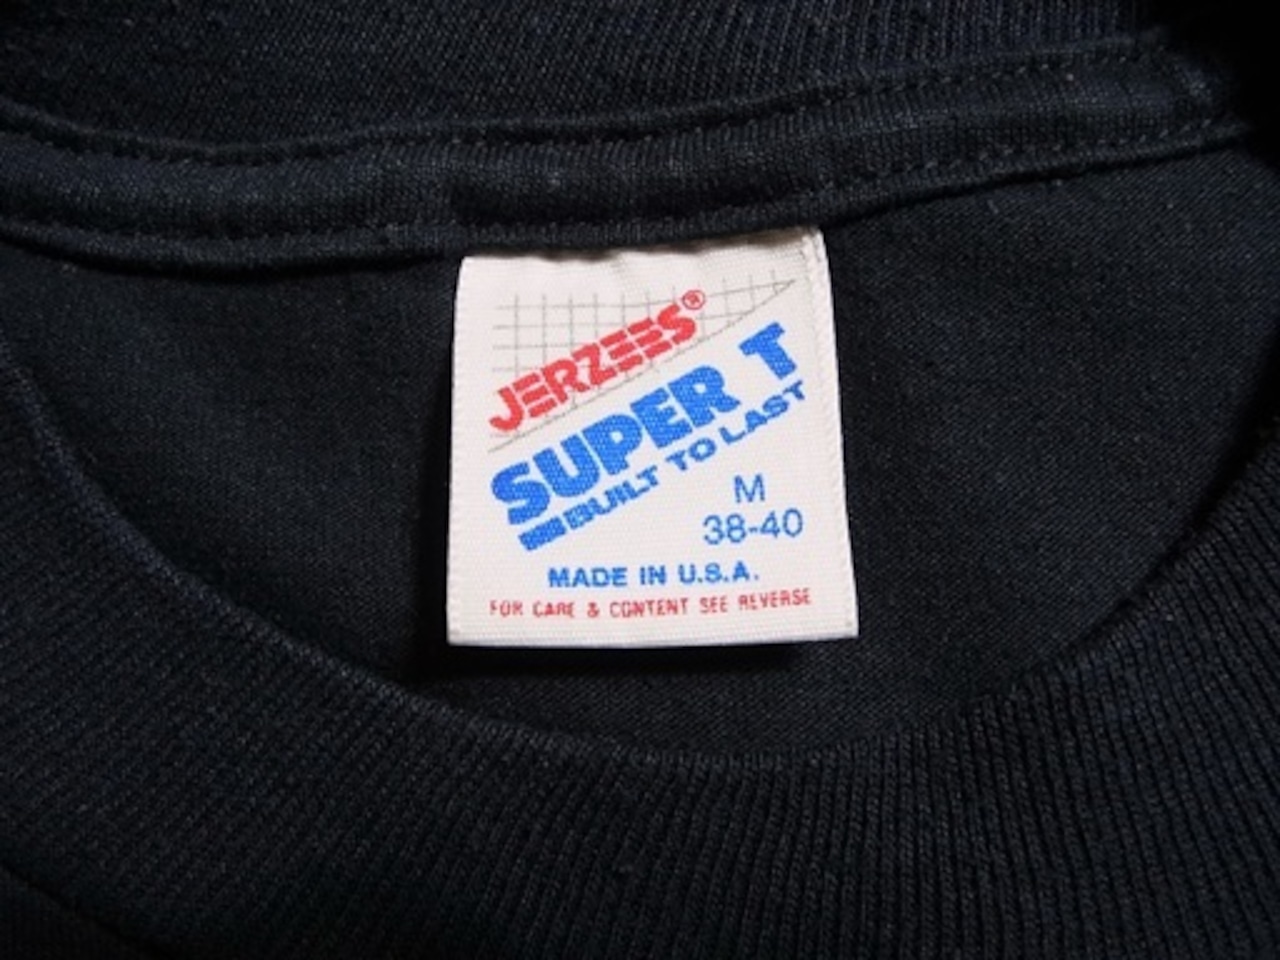 JERZEES®
SUPER T
BUILT TO LAST
M
38-40
MADE IN U.S.A.
FOR CARE & CONTENT SEE REVERSE